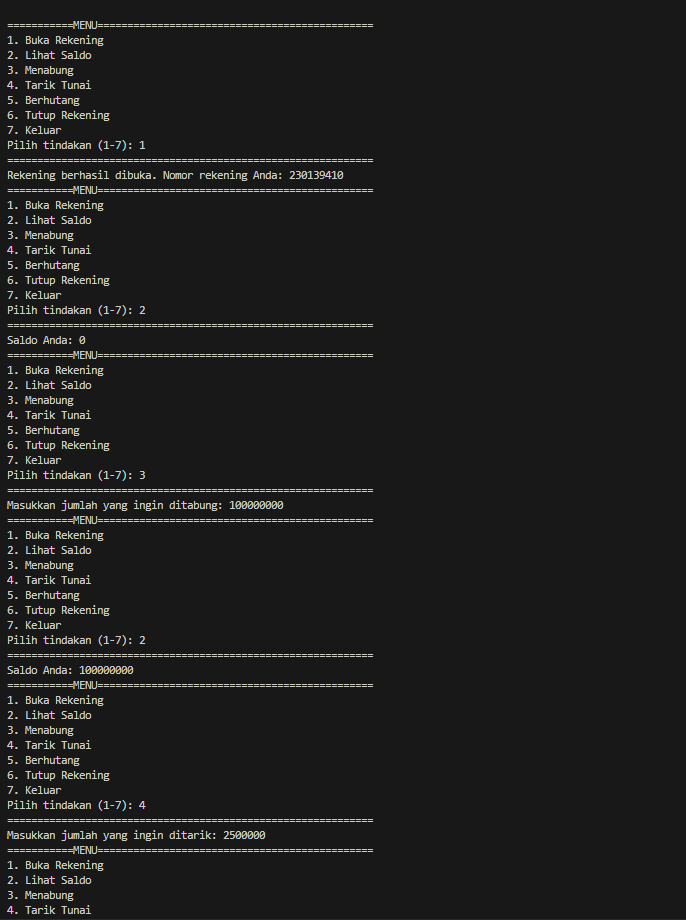 ===========MENU==============================================
1. Buka Rekening
2. Lihat Saldo
3. Menabung
4. Tarik Tunai
5. Berhutang
6. Tutup Rekening
7. Keluar
Pilih tindakan (1-7): 1
=============================================================
Rekening berhasil dibuka. Nomor rekening Anda: 230139410
===========MENU==============================================
1. Buka Rekening
2. Lihat Saldo
3. Menabung
4. Tarik Tunai
5. Berhutang
6. Tutup Rekening
7. Keluar
Pilih tindakan (1-7): 2
=============================================================
Saldo Anda: 0
===========MENU==============================================
1. Buka Rekening
2. Lihat Saldo
3. Menabung
4. Tarik Tunai
5. Berhutang
6. Tutup Rekening
7. Keluar
Pilih tindakan (1-7): 3
=============================================================
Masukkan jumlah yang ingin ditabung: 100000000
===========MENU==============================================
1. Buka Rekening
2. Lihat Saldo
3. Menabung
4. Tarik Tunai
5. Berhutang
6. Tutup Rekening
7. Keluar
Pilih tindakan (1-7): 2
=============================================================
Saldo Anda: 100000000
===========MENU==============================================
1. Buka Rekening
2. Lihat Saldo
3. Menabung
4. Tarik Tunai
5. Berhutang
6. Tutup Rekening
7. Keluar
Pilih tindakan (1-7): 4
=============================================================
Masukkan jumlah yang ingin ditarik: 2500000
===========MENU==============================================
1. Buka Rekening
2. Lihat Saldo
3. Menabung
4. Tarik Tunai